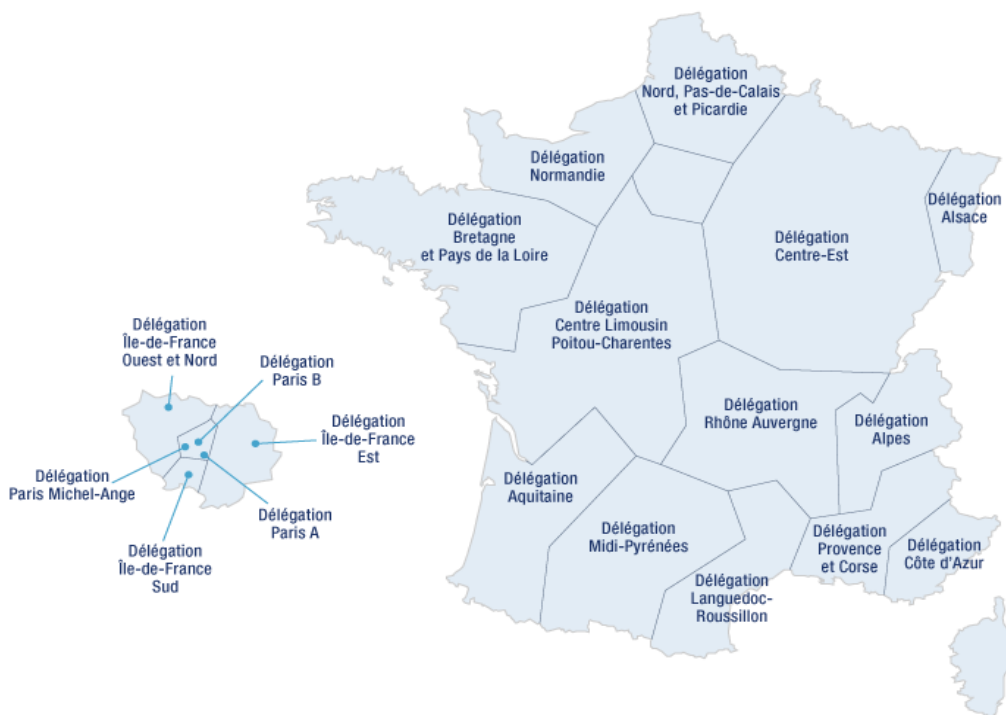 Délégation
Nord, Pas-de-Calais
et Picardie
Délégation
Normandie
Délégation
Alsace
Délégation
Bretagne
et Pays de la Loire
Délégation
Centre-Est
Délégation
Centre Limousin
Poitou-Charentes
Délégation
Île-de-France
Ouest et Nord
Délégation
Paris B
Délégation
Île-de-France
Est
Délégation
Paris Michel-Ange
Délégation
Paris A
Délégation
Île-de-France
Sud
Délégation
Rhône Auvergne
Délégation
Alpes
Délégation
Aquitaine
Délégation
Midi-Pyrénées
Délégation
Provence
et Corse
Délégation
Côte d'Azur
Délégation
Languedoc-
Roussillon